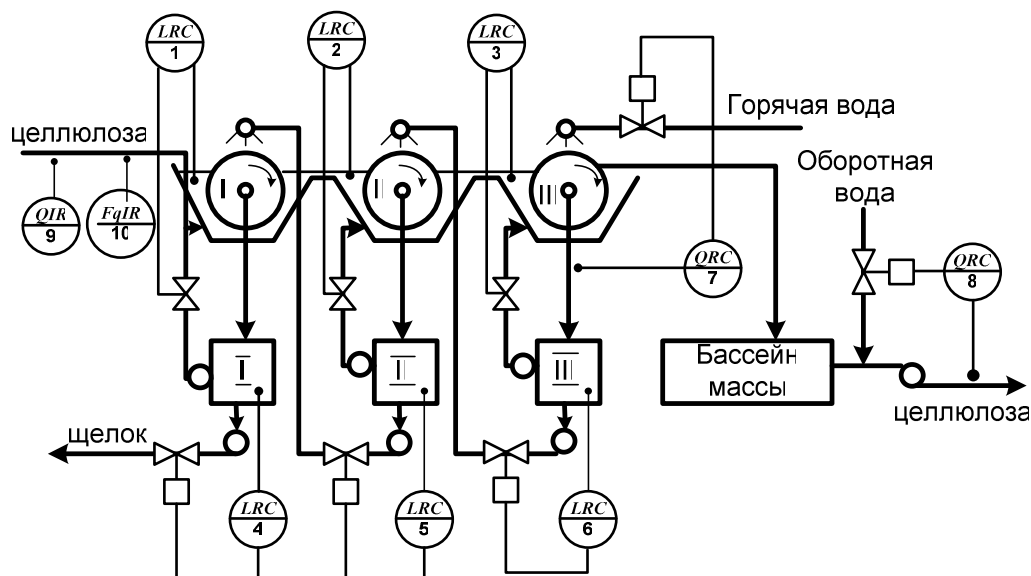 LRC
1
LRC
2
LRC
3
целлюлоза
Горячая вода
Оборотная
вода
QIR
9
FqIR
10
I
II
III
QRC
7
QRC
8
I
II
III
Бассейн
массы
целлюлоза
щелок
LRC
4
LRC
5
LRC
6